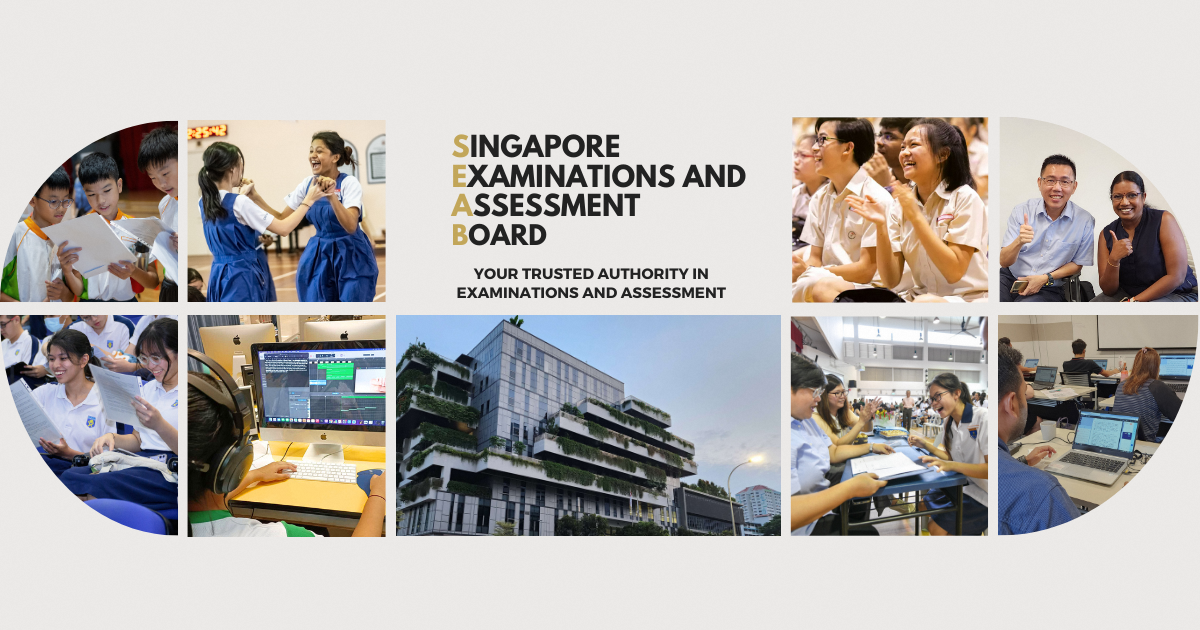 SINGAPORE
EXAMINATIONS AND
ASSESSMENT
BOARD
YOUR TRUSTED AUTHORITY IN
EXAMINATIONS AND ASSESSMENT